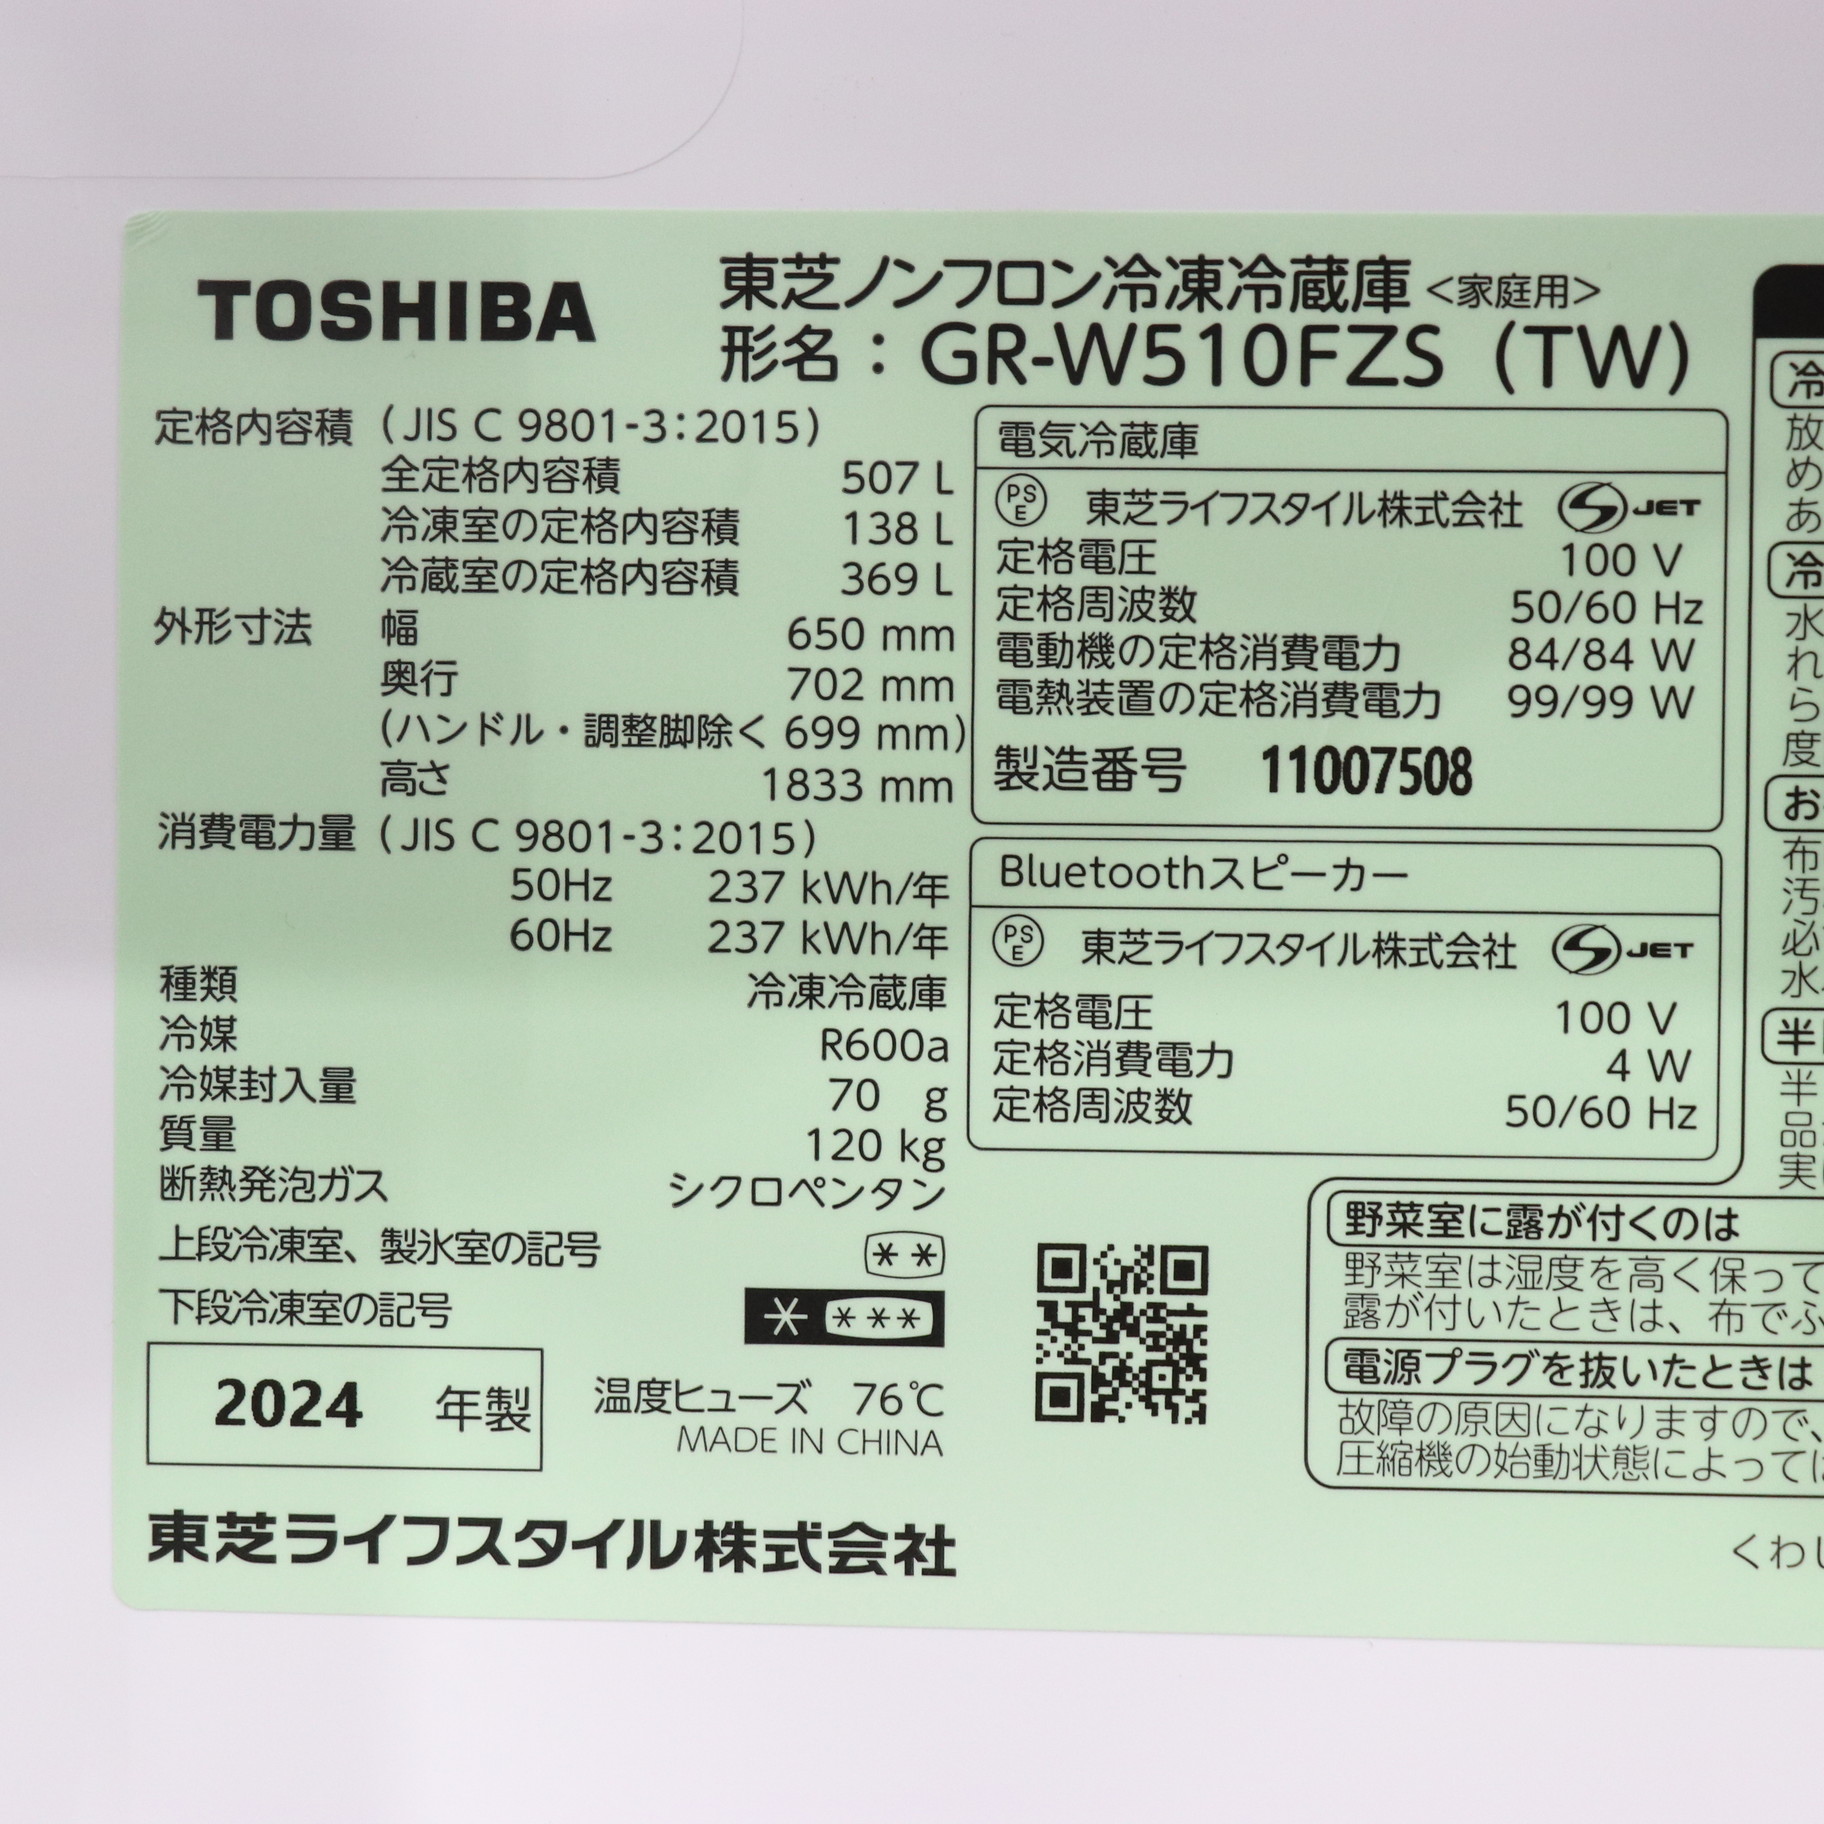 TOSHIBA
東芝ノンフロン冷凍冷蔵庫 <家庭用>
形名：GR-W510FZS (TW)
定格内容積 (JIS C 9801-3:2015)
全定格内容積 507 L
冷凍室の定格内容積 138 L
冷蔵室の定格内容積 369 L
外形寸法 幅 650 mm
奥行 702 mm
(ハンドル・調整脚除く 699 mm)
高さ 1833 mm
消費電力量 (JIS C 9801-3:2015)
50Hz 237 kWh/年
60Hz 237 kWh/年
種類 冷凍冷蔵庫
冷媒 R600a
冷媒封入量 70 g
質量 120 kg
断熱発泡ガス シクロペンタン
上段冷凍室、製氷室の記号 **
下段冷凍室の記号 * ***
2024 年製
温度ヒューズ 76℃
MADE IN CHINA
東芝ライフスタイル株式会社
電気冷蔵庫
PSE 東芝ライフスタイル株式会社 JET
定格電圧 100 V
定格周波数 50/60 Hz
電動機の定格消費電力 84/84 W
電熱装置の定格消費電力 99/99 W
製造番号 11007508
Bluetoothスピーカー
PSE 東芝ライフスタイル株式会社 JET
定格電圧 100 V
定格消費電力 4 W
定格周波数 50/60 Hz
冷
放
め
あ
冷
水
れ
ら
度
お
布
汚
必
水
半
半
品
実
野菜室に露が付くのは
野菜室は湿度を高く保って
露が付いたときは、布でふ
電源プラグを抜いたときは
故障の原因になりますので、
圧縮機の始動状態によっては
くわし